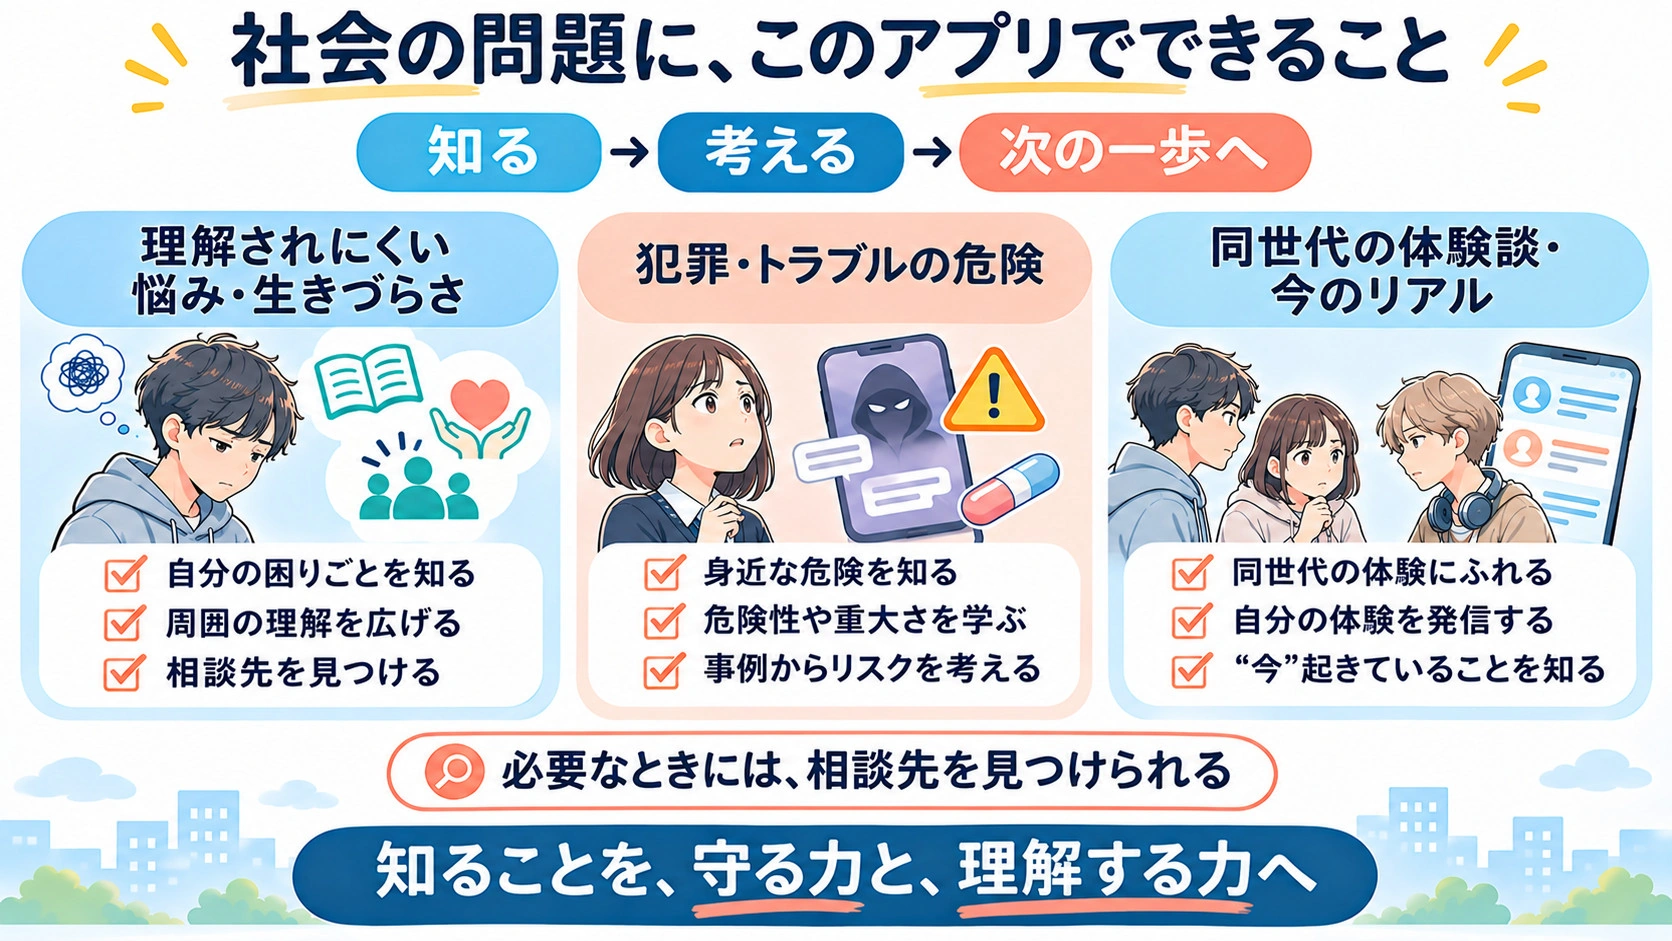 社会の問題に、このアプリでできること
知る → 考える → 次の一歩へ
理解されにくい
悩み・生きづらさ
自分の困りごとを知る
周囲の理解を広げる
相談先を見つける
犯罪・トラブルの危険
身近な危険を知る
危険性や重大さを学ぶ
事例からリスクを考える
同世代の体験談・
今のリアル
同世代の体験にふれる
自分の体験を発信する
“今”起きていることを知る
必要なときには、相談先を見つけられる
知ることを、守る力と、理解する力へ